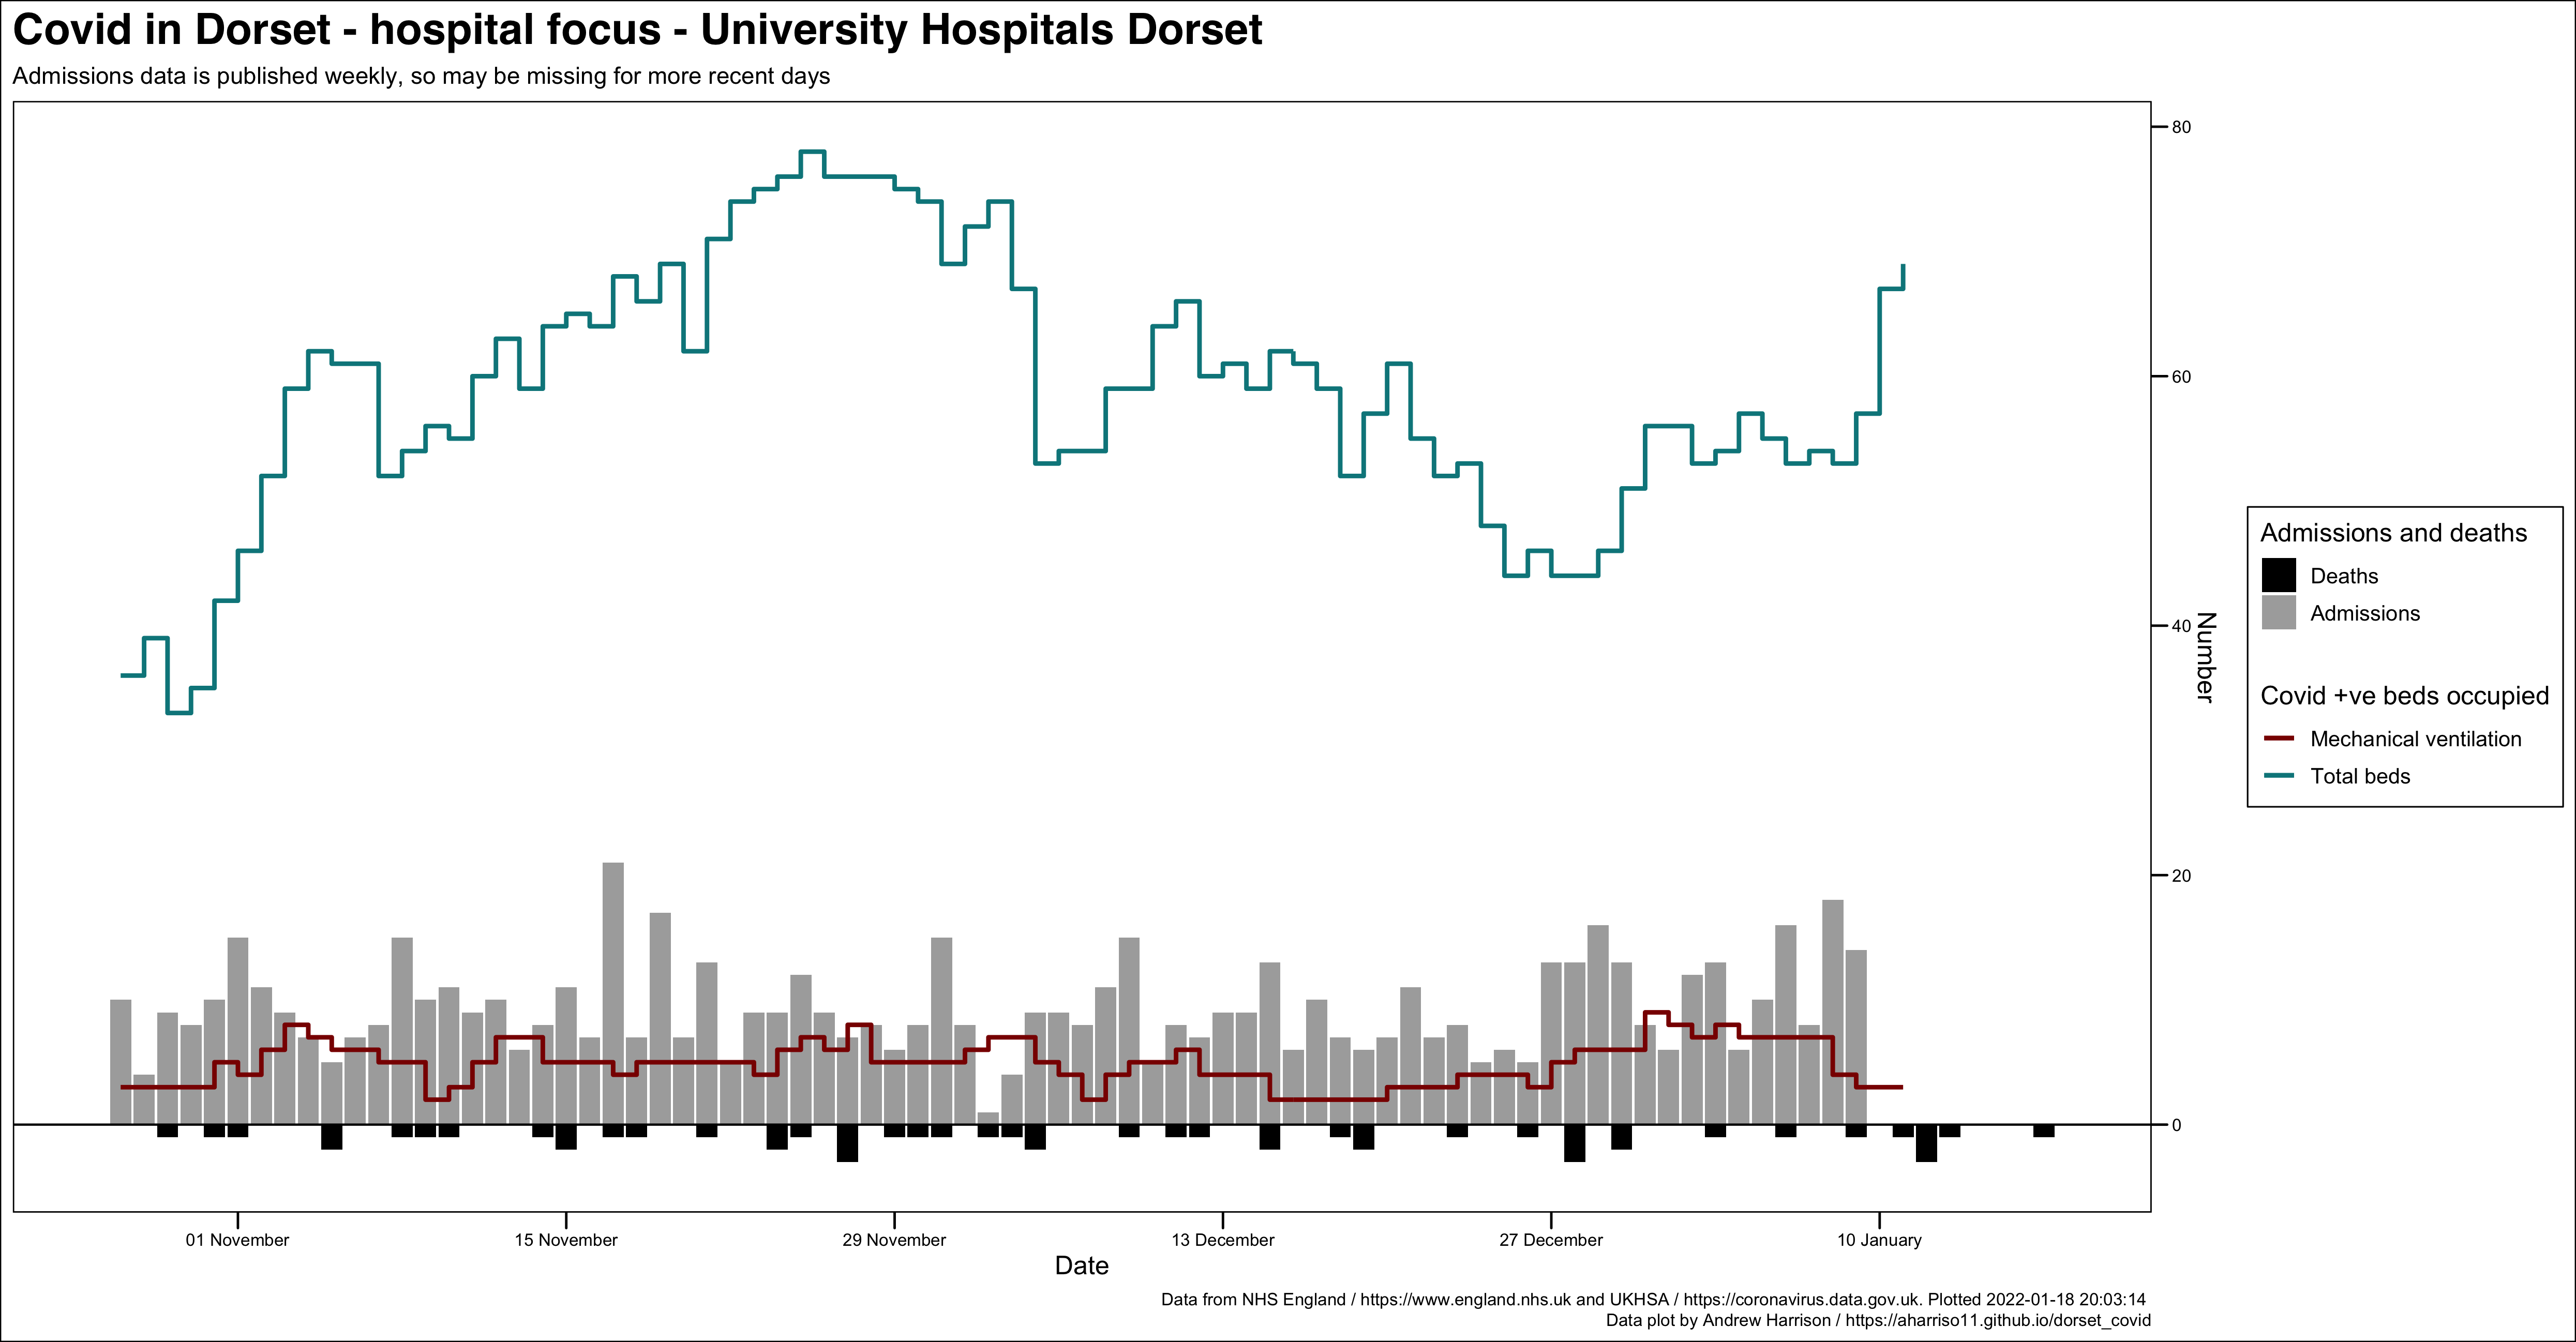 Covid in Dorset - hospital focus - University Hospitals Dorset
Admissions data is published weekly, so may be missing for more recent days
80
60
40
20
0
Number
Admissions and deaths
Deaths
Admissions
Covid +ve beds occupied
Mechanical ventilation
Total beds
01 November
15 November
29 November
13 December
27 December
10 January
Date
Data from NHS England / https://www.england.nhs.uk and UKHSA / https://coronavirus.data.gov.uk. Plotted 2022-01-18 20:03:14
Data plot by Andrew Harrison / https://aharriso11.github.io/dorset_covid